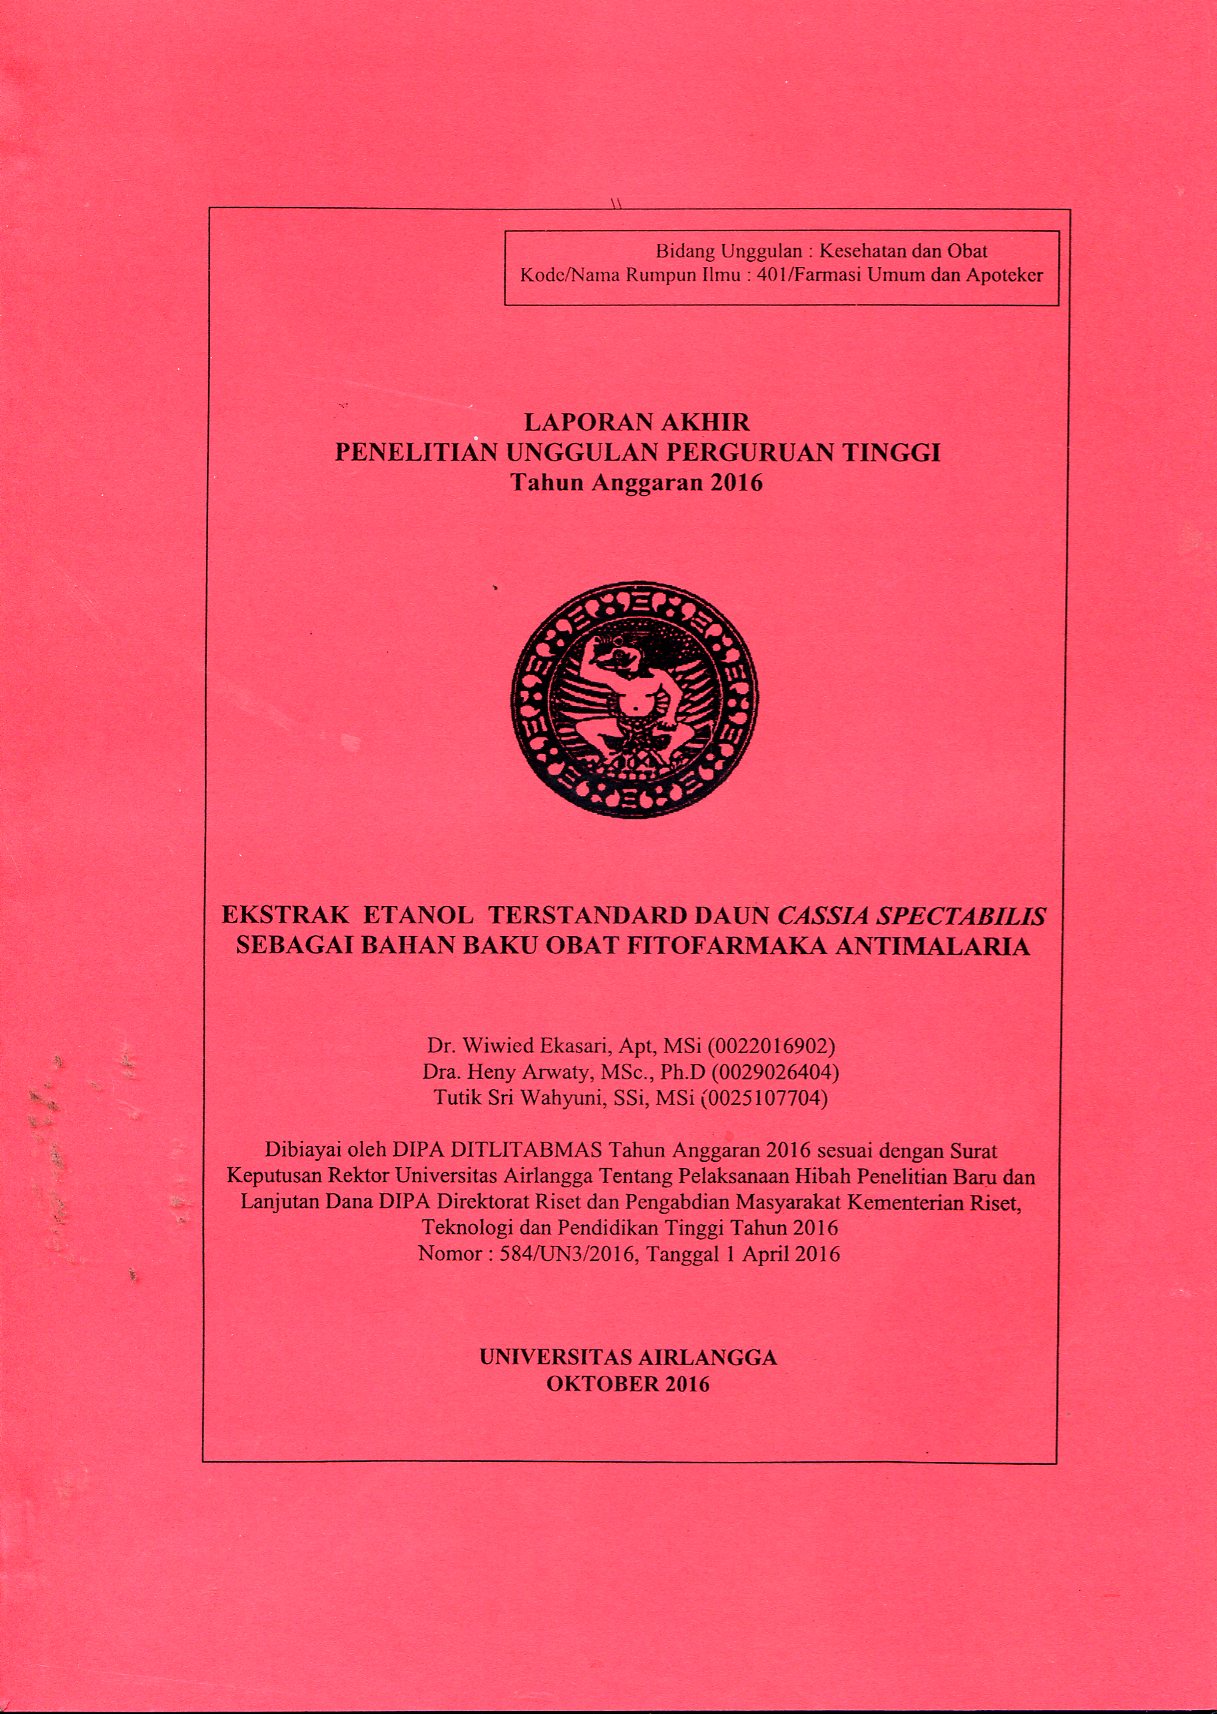 Bidang Unggulan : Kesehatan dan Obat
Kode/Nama Rumpun Ilmu : 401/Farmasi Umum dan Apoteker
LAPORAN AKHIR
PENELITIAN UNGGULAN PERGURUAN TINGGI
Tahun Anggaran 2016
EKSTRAK ETANOL TERSTANDARD DAUN CASSIA SPECTABILIS
SEBAGAI BAHAN BAKU OBAT FITOFARMAKA ANTIMALARIA
Dr. Wiwied Ekasari, Apt, MSi (0022016902)
Dra. Heny Arwaty, MSc., Ph.D (0029026404)
Tutik Sri Wahyuni, SSi, MSi (0025107704)
Dibiayai oleh DIPA DITLITABMAS Tahun Anggaran 2016 sesuai dengan Surat
Keputusan Rektor Universitas Airlangga Tentang Pelaksanaan Hibah Penelitian Baru dan
Lanjutan Dana DIPA Direktorat Riset dan Pengabdian Masyarakat Kementerian Riset,
Teknologi dan Pendidikan Tinggi Tahun 2016
Nomor : 584/UN3/2016, Tanggal 1 April 2016
UNIVERSITAS AIRLANGGA
OKTOBER 2016